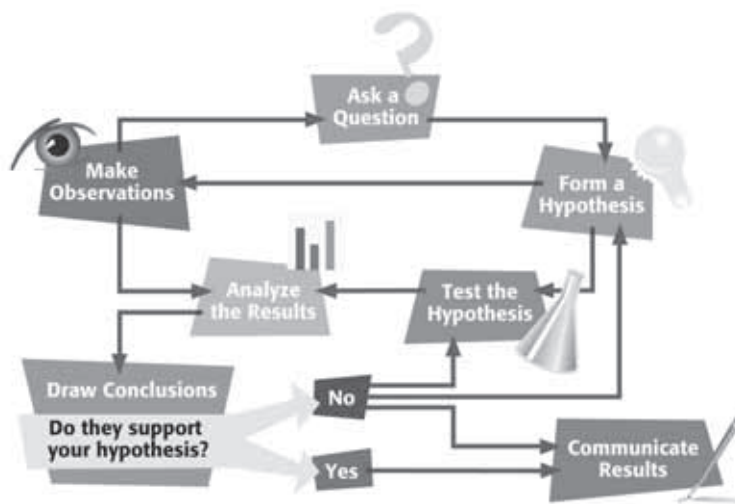 Ask a
Question
Make
Observations
Form a
Hypothesis
Analyze
the Results
Test the
Hypothesis
Draw Conclusions
Do they support
your hypothesis?
No
Yes
Communicate
Results